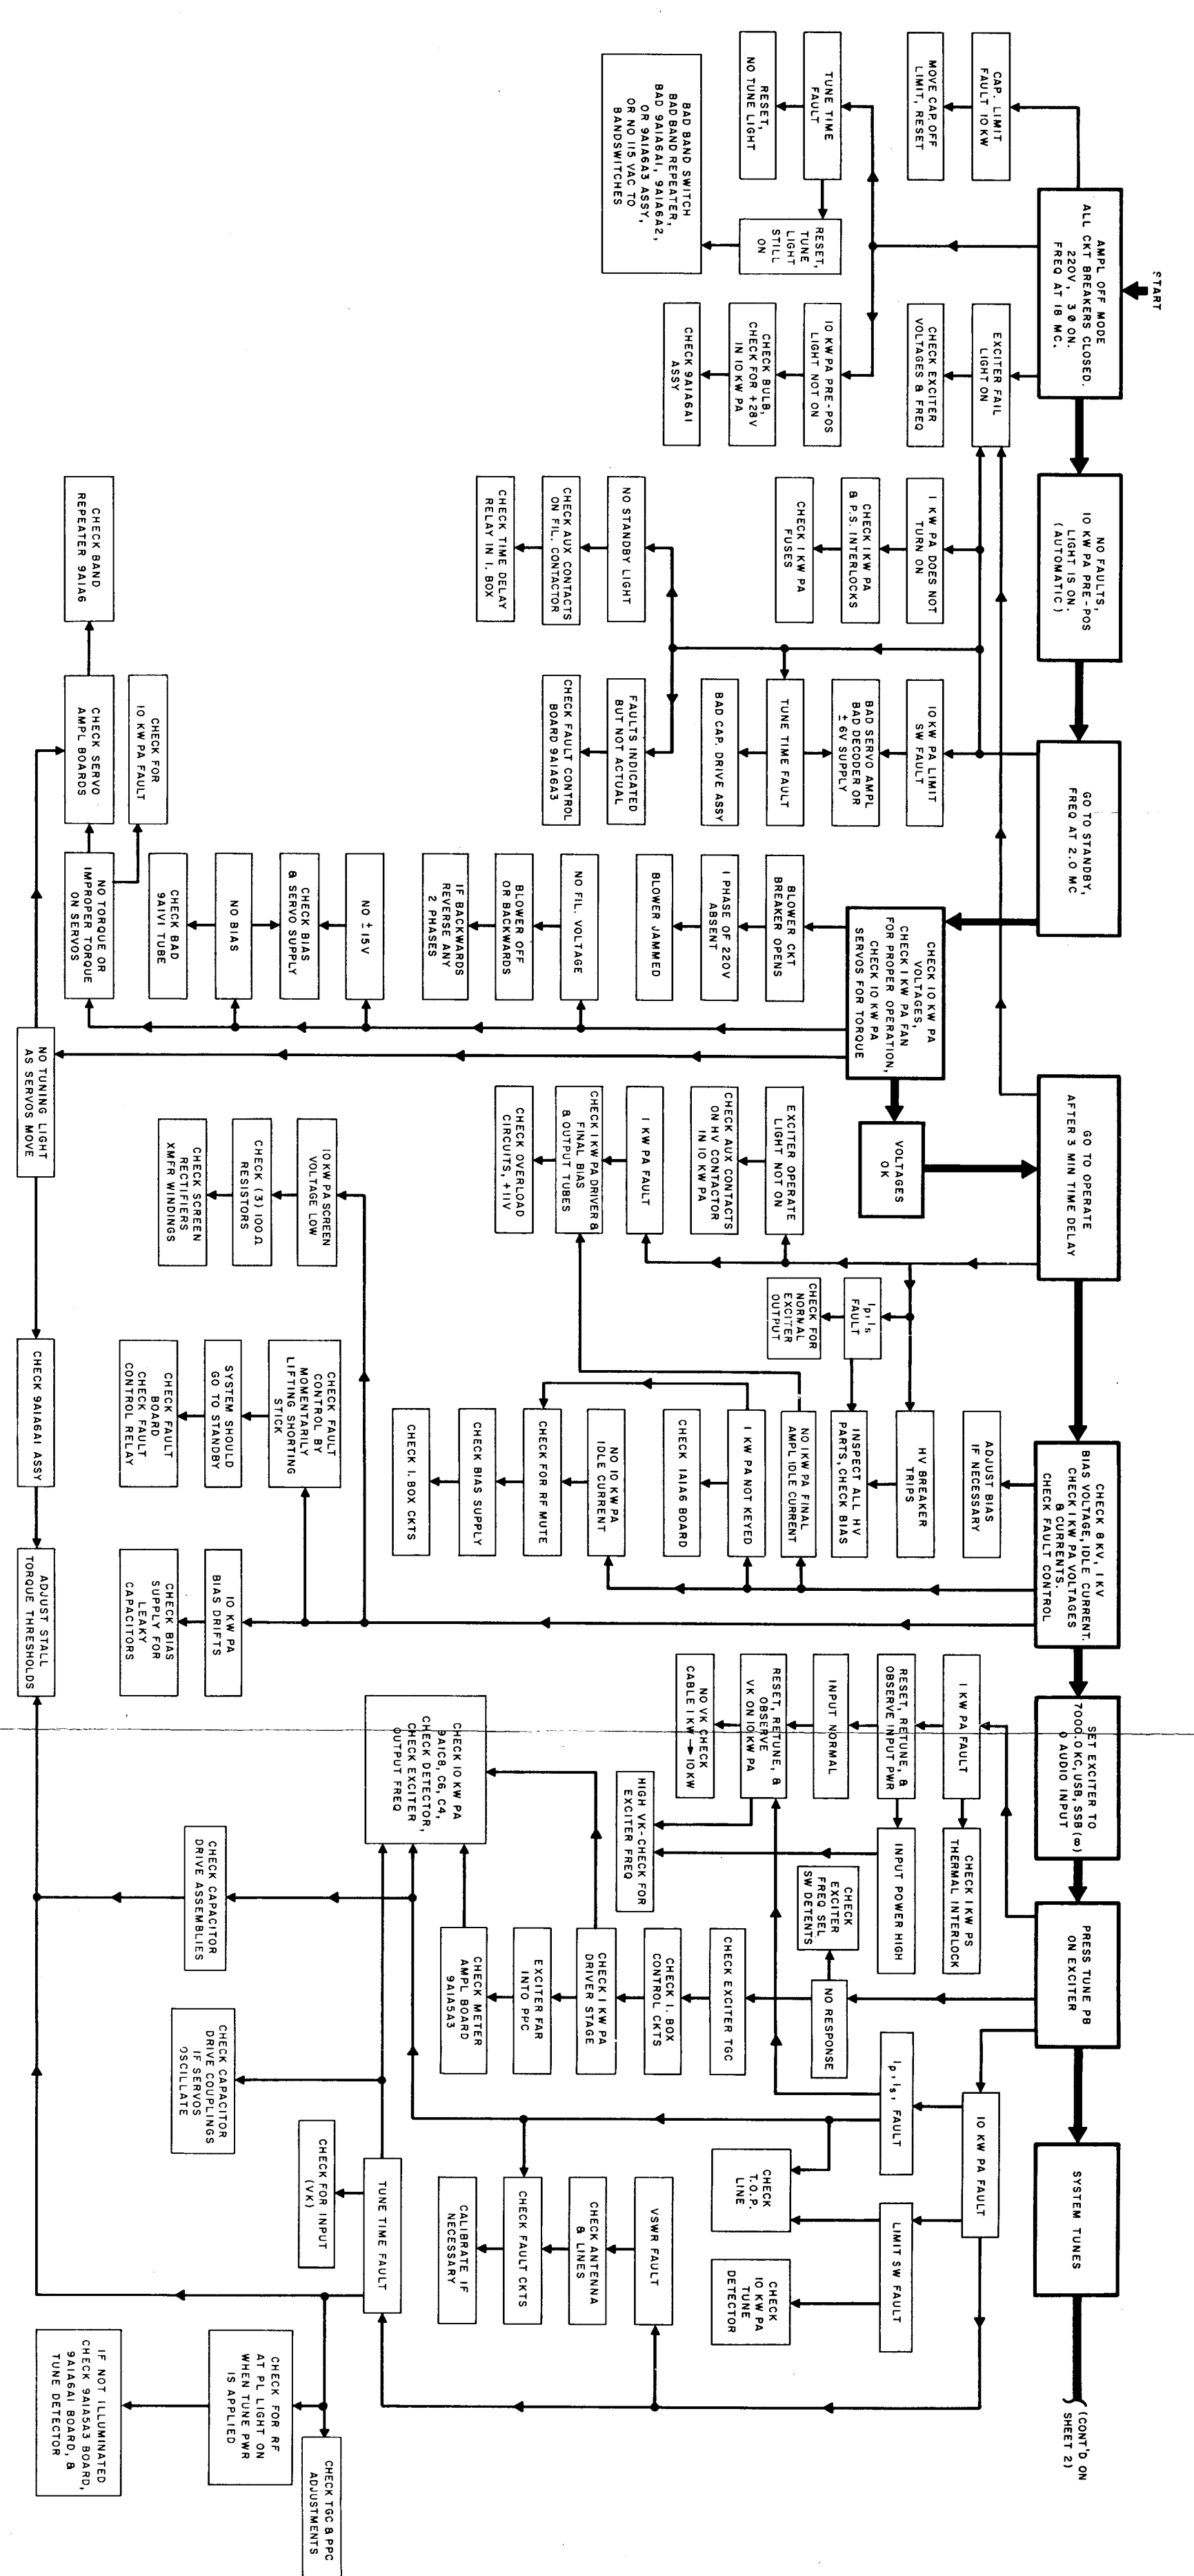 START
AMPL OFF MODE
ALL CKT BREAKERS CLOSED.
220V, 3Ø ON.
FREQ AT 18 MC.
NO FAULTS,
10 KW PA PRE-POS
LIGHT IS ON.
(AUTOMATIC)
GO TO STANDBY,
FREQ AT 2.0 MC
GO TO OPERATE
AFTER 3 MIN TIME DELAY
CHECK 8 KV, 1 KV
BIAS VOLTAGE, IDLE CURRENT.
CHECK 1 KW PA VOLTAGES
& CURRENTS.
CHECK FAULT CONTROL
SET EXCITER TO
7000.0 KC, USB, SSB (∞)
0 AUDIO INPUT
PRESS TUNE PB
ON EXCITER
SYSTEM TUNES
(CONT'D ON
SHEET 2)
CAP. LIMIT
FAULT 10 KW
MOVE CAP. OFF
LIMIT, RESET
TUNE TIME
FAULT
RESET,
NO TUNE LIGHT
RESET,
TUNE
LIGHT
STILL
ON
BAD BAND SWITCH
BAD BAND REPEATER,
BAD 9A1A6A1, 9A1A6A2,
OR 9A1A6A3 ASSY,
OR NO 115 VAC TO
BANDSWITCHES
EXCITER FAIL
LIGHT ON
CHECK EXCITER
VOLTAGES & FREQ
10 KW PA PRE-POS
LIGHT NOT ON
CHECK BULB,
CHECK FOR +28V
IN 10 KW PA
CHECK 9A1A6A1
ASSY
1 KW PA DOES NOT
TURN ON
CHECK 1 KW PA
& P.S. INTERLOCKS
CHECK 1 KW PA
FUSES
NO STANDBY LIGHT
CHECK AUX CONTACTS
ON FIL. CONTACTOR
CHECK TIME DELAY
RELAY IN I. BOX
10 KW PA LIMIT
SW FAULT
BAD SERVO AMPL
BAD DECODER OR
± 6V SUPPLY
TUNE TIME FAULT
BAD CAP. DRIVE ASSY
FAULTS INDICATED
BUT NOT ACTUAL
CHECK FAULT CONTROL
BOARD 9A1A6A3
CHECK 10 KW PA
VOLTAGES,
CHECK 1 KW PA FAN
FOR PROPER OPERATION,
CHECK 10 KW PA
SERVOS FOR TORQUE
VOLTAGES
OK
BLOWER CKT
BREAKER OPENS
1 PHASE OF 220V
ABSENT
BLOWER JAMMED
NO FIL. VOLTAGE
BLOWER OFF
OR BACKWARDS
IF BACKWARDS
REVERSE ANY
2 PHASES
NO ± 15V
CHECK BIAS
& SERVO SUPPLY
NO BIAS
CHECK BAD
9A1V1 TUBE
NO TORQUE OR
IMPROPER TORQUE
ON SERVOS
CHECK FOR
10 KW PA FAULT
CHECK SERVO
AMPL BOARDS
CHECK BAND
REPEATER 9A1A6
NO TUNING LIGHT
AS SERVOS MOVE
CHECK 9A1A6A1 ASSY
ADJUST STALL
TORQUE THRESHOLDS
EXCITER OPERATE
LIGHT NOT ON
CHECK AUX CONTACTS
ON HV CONTACTOR
IN 10 KW PA
1 KW PA FAULT
CHECK 1 KW PA DRIVER &
FINAL BIAS
& OUTPUT TUBES
CHECK OVERLOAD
CIRCUITS, +11V
Ip, Is
FAULT
CHECK FOR
NORMAL
EXCITER
OUTPUT
HV BREAKER
TRIPS
INSPECT ALL HV
PARTS, CHECK BIAS
ADJUST BIAS
IF NECESSARY
NO 1 KW PA FINAL
AMPL IDLE CURRENT
1 KW PA NOT KEYED
CHECK 1A1A6 BOARD
NO 10 KW PA
IDLE CURRENT
CHECK FOR RF MUTE
CHECK BIAS SUPPLY
CHECK I. BOX CKTS
10 KW PA SCREEN
VOLTAGE LOW
CHECK (3) 100 Ω
RESISTORS
CHECK SCREEN
RECTIFIERS
XMFR WINDINGS
CHECK FAULT
CONTROL BY
MOMENTARILY
LIFTING SHORTING
STICK
SYSTEM SHOULD
GO TO STANDBY
CHECK FAULT
BOARD
CHECK FAULT
CONTROL RELAY
10 KW PA
BIAS DRIFTS
CHECK BIAS
SUPPLY FOR
LEAKY
CAPACITORS
1 KW PA FAULT
CHECK 1 KW PS
THERMAL INTERLOCK
RESET, RETUNE, &
OBSERVE INPUT PWR
INPUT POWER HIGH
INPUT NORMAL
RESET, RETUNE, &
OBSERVE
VK ON 10 KW PA
NO VK CHECK
CABLE 1 KW → 10 KW
HIGH VK-CHECK FOR
EXCITER FREQ
NO RESPONSE
CHECK
EXCITER
FREQ SEL
SW DETENTS
CHECK EXCITER TGC
CHECK I. BOX
CONTROL CKTS
CHECK 1 KW PA
DRIVER STAGE
EXCITER FAR
INTO PPC
CHECK METER
AMPL BOARD
9A1A5A3
CHECK 10 KW PA
9A1C8, C6, C4,
CHECK DETECTOR,
CHECK EXCITER
OUTPUT FREQ
CHECK CAPACITOR
DRIVE ASSEMBLIES
CHECK CAPACITOR
DRIVE COUPLINGS
IF SERVOS
OSCILLATE
10 KW PA FAULT
Ip, Is, FAULT
LIMIT SW FAULT
CHECK
T.O.P.
LINE
CHECK
10 KW PA
TUNE
DETECTOR
VSWR FAULT
CHECK ANTENNA
& LINES
CHECK FAULT CKTS
CALIBRATE IF
NECESSARY
TUNE TIME FAULT
CHECK FOR INPUT
(VK)
CHECK FOR RF
AT PL LIGHT ON
WHEN TUNE PWR
IS APPLIED
IF NOT ILLUMINATED
CHECK 9A1A5A3 BOARD,
9A1A6A1 BOARD, &
TUNE DETECTOR
CHECK TGC & PPC
ADJUSTMENTS